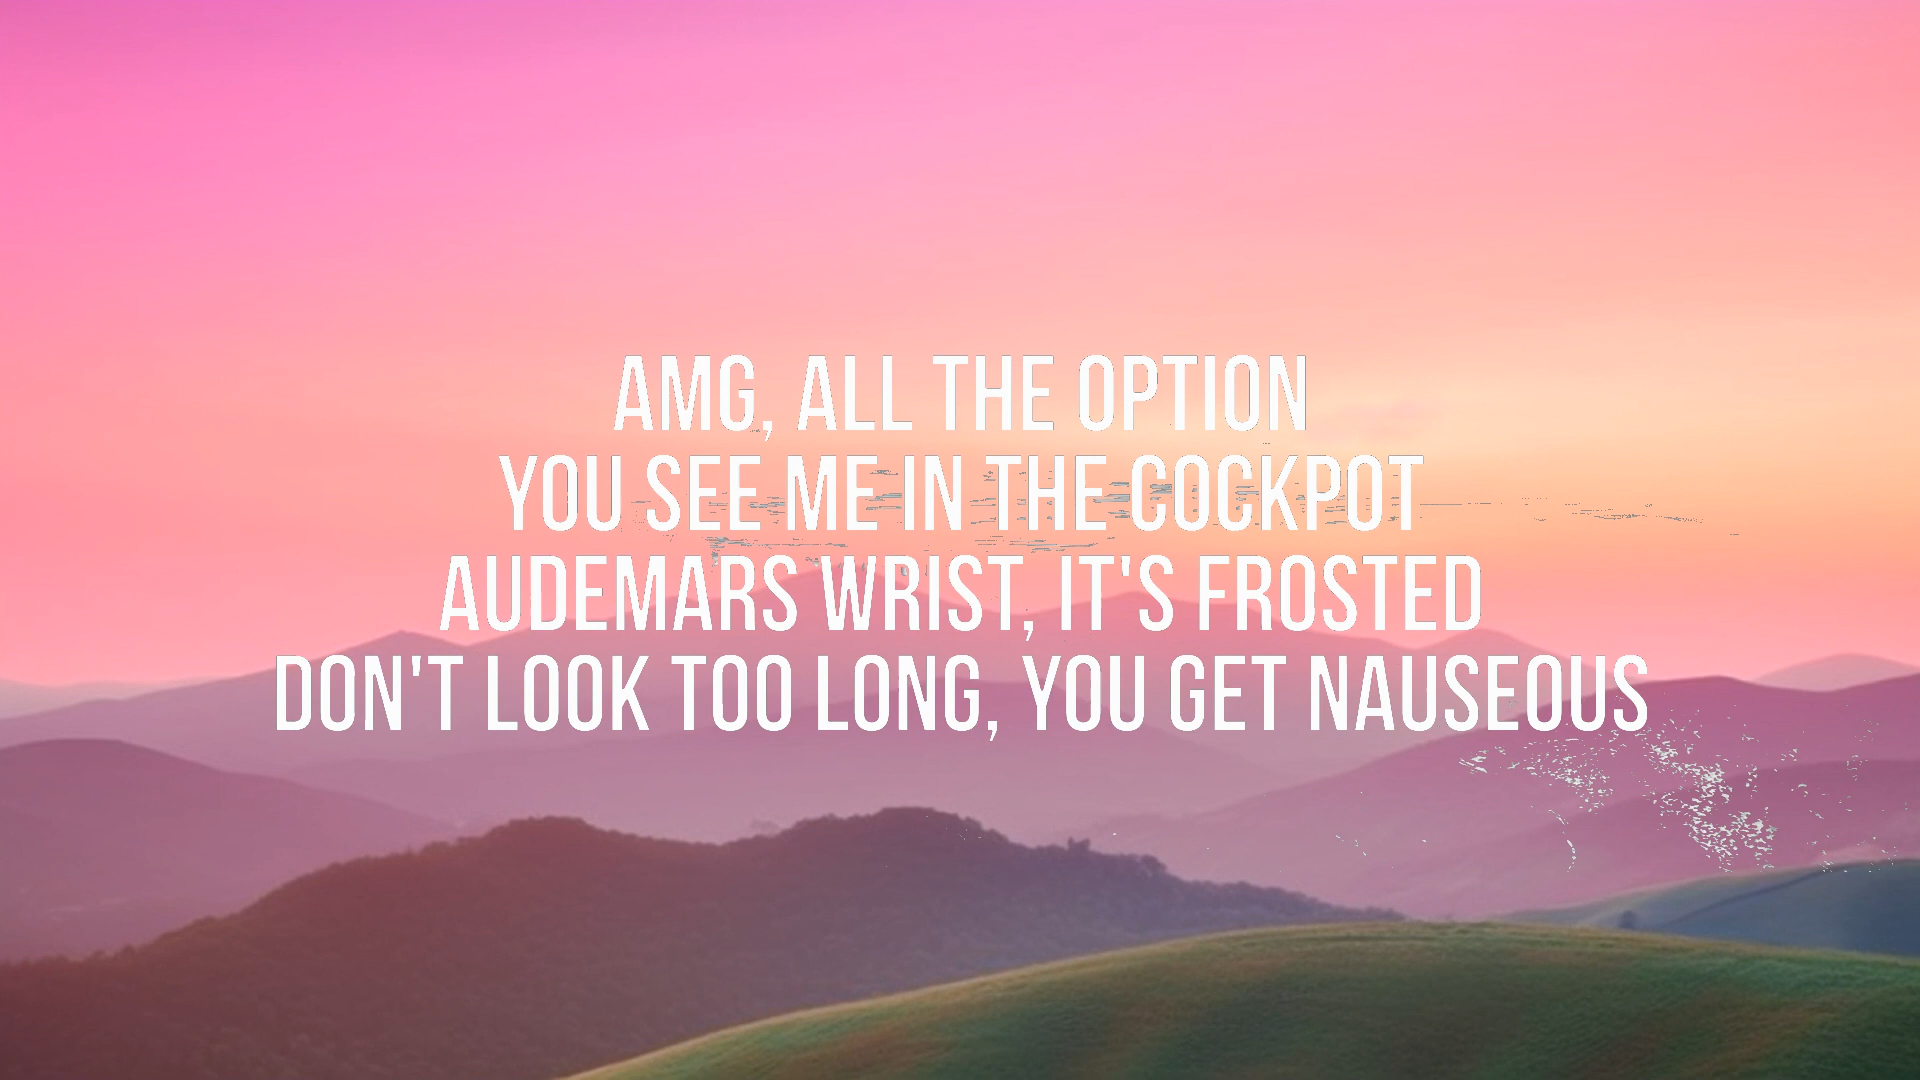 AMG, ALL THE OPTION
YOU SEE ME IN THE COCKPOT
AUDEMARS WRIST, IT'S FROSTED
DON'T LOOK TOO LONG, YOU GET NAUSEOUS